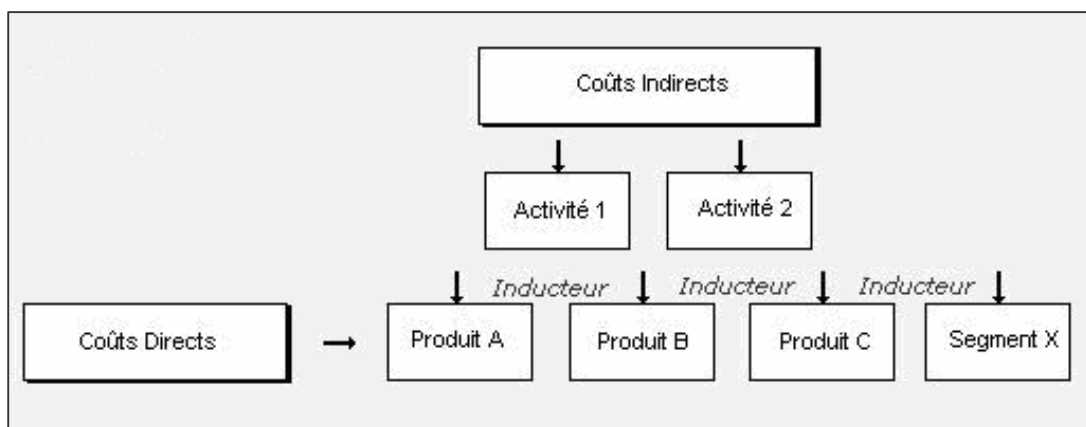 Coûts Indirects
Activité 1
Activité 2
Inducteur
Inducteur
Inducteur
Coûts Directs
Produit A
Produit B
Produit C
Segment X